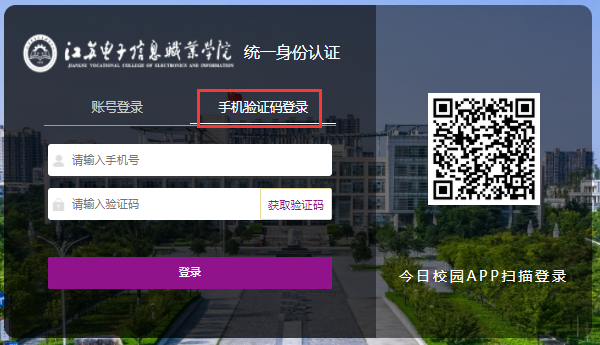 江苏电子信息职业学院 统一身份认证
JIANGSU VOCATIONAL COLLEGE OF ELECTRONICS AND INFORMATION
账号登录 手机验证码登录
请输入手机号
请输入验证码 获取验证码
登录
今日校园APP扫描登录